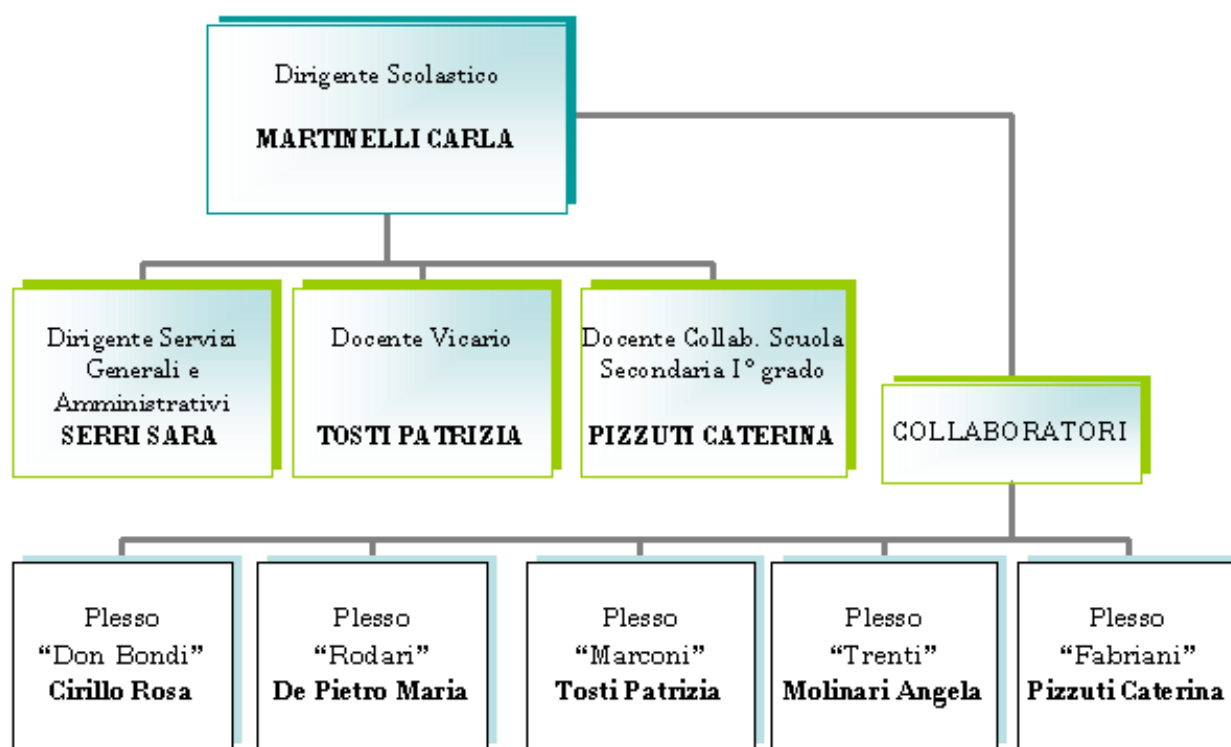 Dirigente Scolastico
MARTINELLI CARLA
Dirigente Servizi
Generali e
Amministrativi
SERRI SARA
Docente Vicario
TOSTI PATRIZIA
Docente Collab. Scuola
Secondaria I° grado
PIZZUTI CATERINA
COLLABORATORI
Plesso
“Don Bondi”
Cirillo Rosa
Plesso
“Rodari”
De Pietro Maria
Plesso
“Marconi”
Tosti Patrizia
Plesso
“Trenti”
Molinari Angela
Plesso
“Fabriani”
Pizzuti Caterina